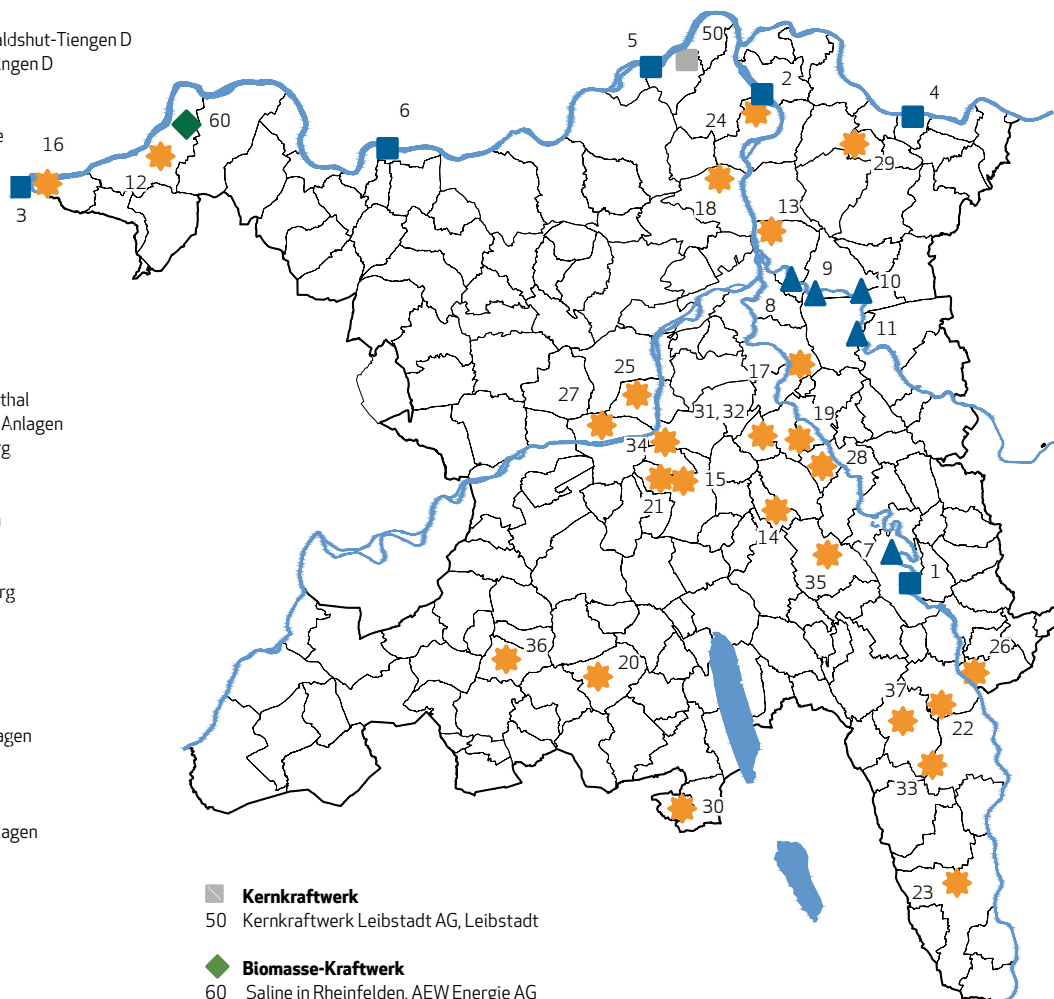 aldshut-Tiengen D
ngen D
e
rthal
Anlagen
rg
n
rg
agen
agen
50
5
2
4
6
60
24
16
29
12
3
18
13
9
10
8
11
25
17
27
31, 32
19
34
28
15
21
14
7
1
35
36
20
26
37
22
33
30
23
Kernkraftwerk
50 Kernkraftwerk Leibstadt AG, Leibstadt
Biomasse-Kraftwerk
60 Saline in Rheinfelden, AEW Energie AG